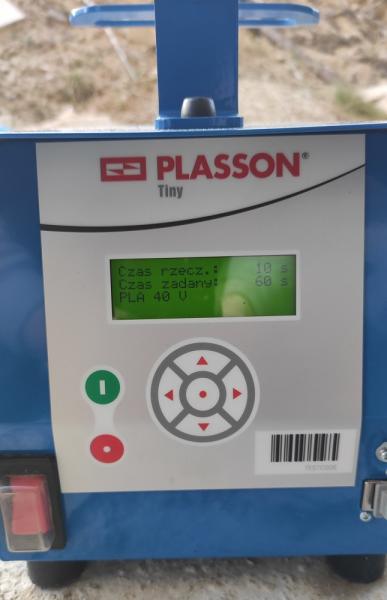 PLASSON®
Tiny
Czas rzecz.: 10 s
Czas zadany: 60 s
PLA 40 V